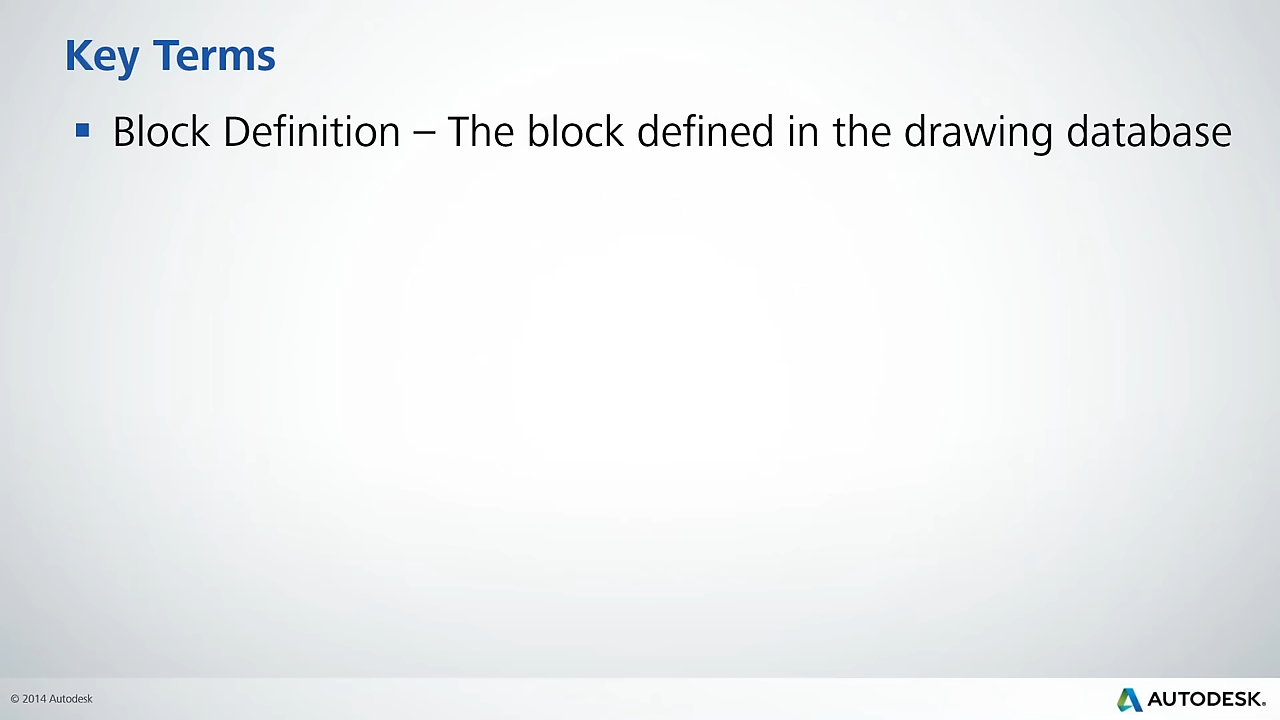 Key Terms
▪ Block Definition – The block defined in the drawing database
© 2014 Autodesk
AUTODESK.